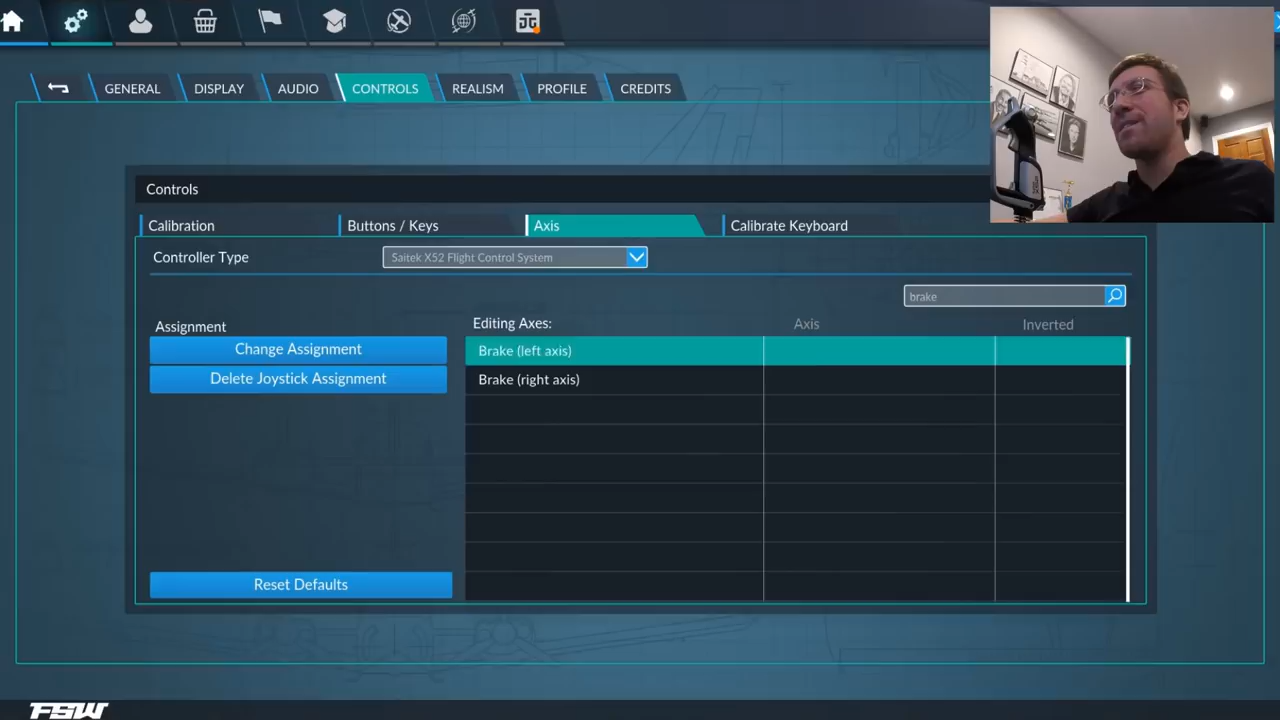 GENERAL
DISPLAY
AUDIO
CONTROLS
REALISM
PROFILE
CREDITS
Controls
Calibration
Buttons / Keys
Axis
Calibrate Keyboard
Controller Type
Saitek X52 Flight Control System
brake
Assignment
Editing Axes:
Axis
Inverted
Change Assignment
Brake (left axis)
Delete Joystick Assignment
Brake (right axis)
Reset Defaults
FSW